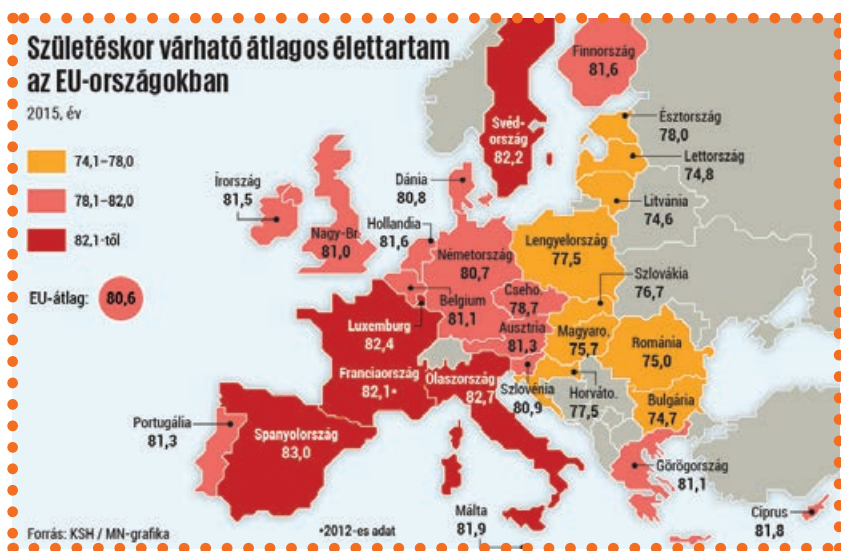 Születéskor várható átlagos élettartam
az EU-országokban
2015, év
74,1–78,0
78,1–82,0
82,1-től
EU-átlag: 80,6
Finnország
81,6
Svéd-
ország
82,2
Észtország
78,0
Lettország
74,8
Litvánia
74,6
Írország
81,5
Dánia
80,8
Nagy-Br.
81,0
Hollandia
81,6
Németország
80,7
Lengyelország
77,5
Szlovákia
76,7
Belgium
81,1
Cseho.
78,7
Luxemburg
82,4
Ausztria
81,3
Magyaro.
75,7
Románia
75,0
Franciaország
82,1*
Olaszország
82,7
Szlovénia
80,9
Horváto.
77,5
Bulgária
74,7
Portugália
81,3
Spanyolország
83,0
Görögország
81,1
Málta
81,9
Ciprus
81,8
Forrás: KSH / MN-grafika
*2012-es adat